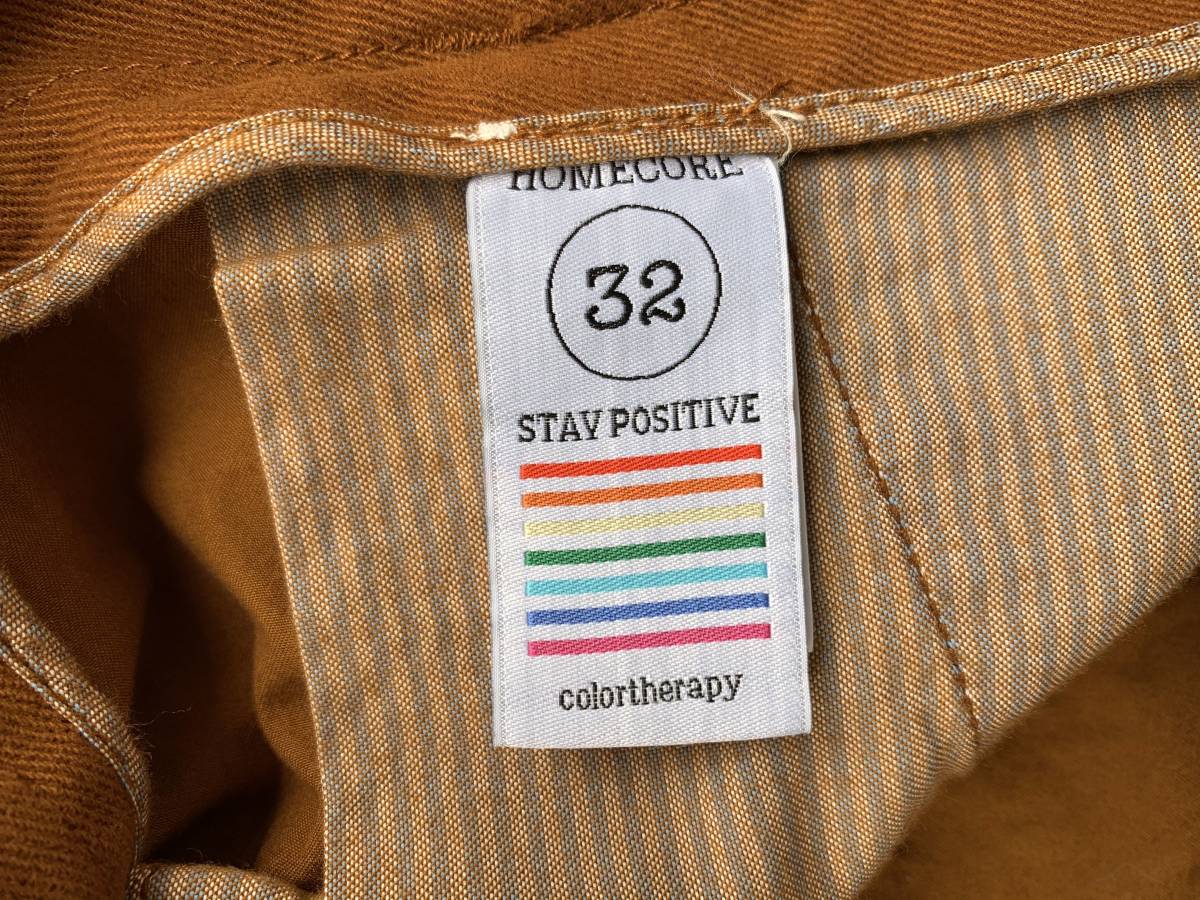 HOMECORE
32
STAY POSITIVE
colortherapy